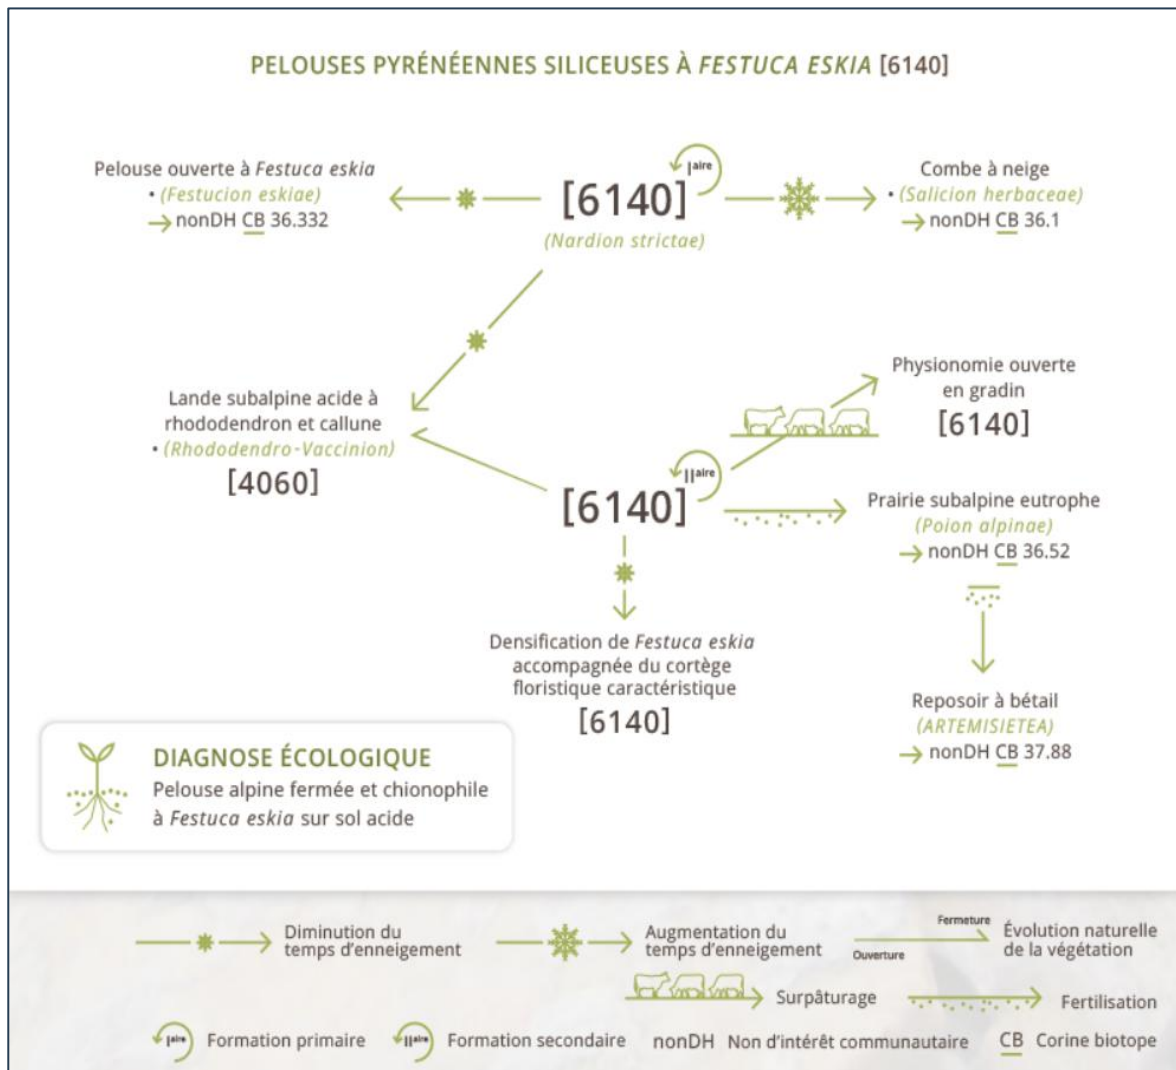 PELOUSES PYRÉNÉENNES SILICEUSES À FESTUCA ESKIA [6140]
Pelouse ouverte à Festuca eskia
• (Festucion eskiae)
→ nonDH CB 36.332
Iaire
[6140]
(Nardion strictae)
Combe à neige
• (Salicion herbaceae)
→ nonDH CB 36.1
Lande subalpine acide à
rhododendron et callune
• (Rhododendro-Vaccinion)
[4060]
Physionomie ouverte
en gradin
[6140]
IIaire
[6140]
Prairie subalpine eutrophe
(Poion alpinae)
→ nonDH CB 36.52
Densification de Festuca eskia
accompagnée du cortège
floristique caractéristique
[6140]
Reposoir à bétail
(ARTEMISIETEA)
→ nonDH CB 37.88
DIAGNOSE ÉCOLOGIQUE
Pelouse alpine fermée et chionophile
à Festuca eskia sur sol acide
Diminution du
temps d'enneigement
Augmentation du
temps d'enneigement
Fermeture
Ouverture
Évolution naturelle
de la végétation
Surpâturage
Fertilisation
Iaire
Formation primaire
IIaire
Formation secondaire
nonDH Non d'intérêt communautaire
CB Corine biotope